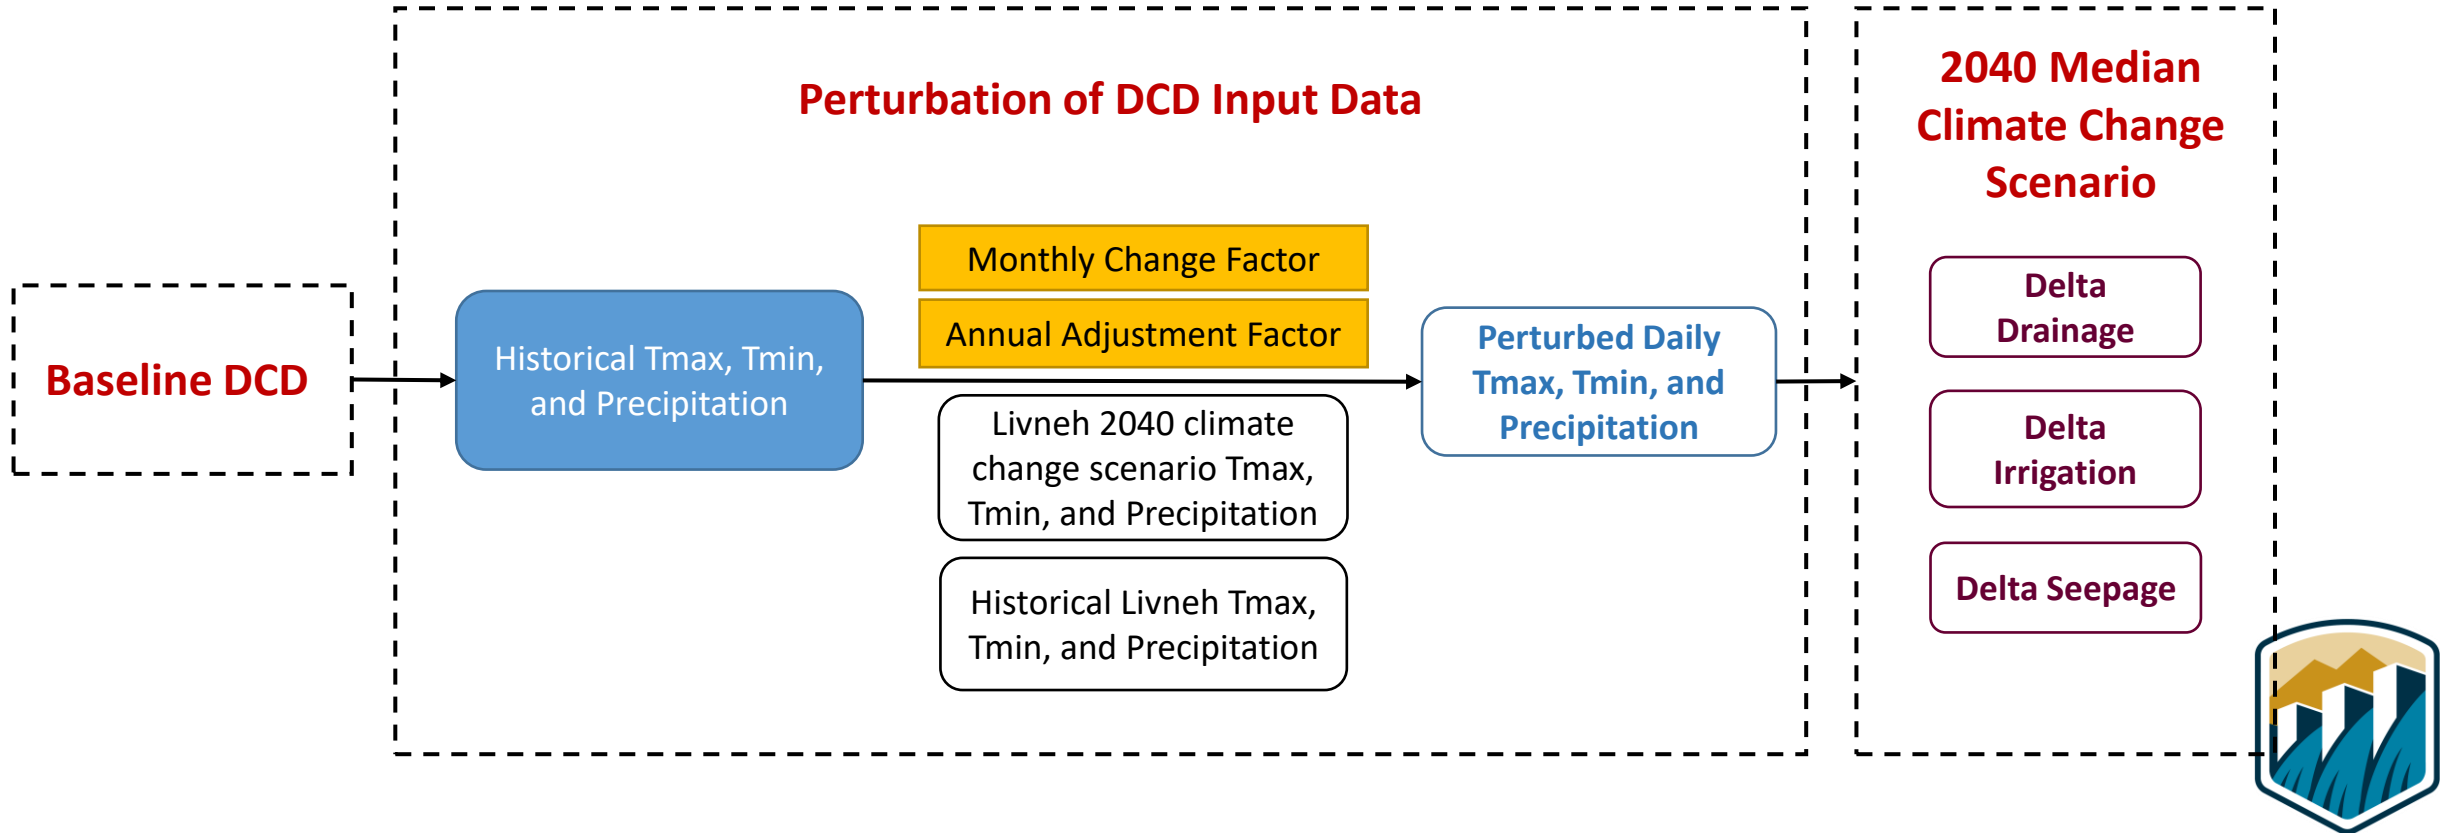 Baseline DCD
Perturbation of DCD Input Data
Historical Tmax, Tmin,
and Precipitation
Monthly Change Factor
Annual Adjustment Factor
Livneh 2040 climate
change scenario Tmax,
Tmin, and Precipitation
Historical Livneh Tmax,
Tmin, and Precipitation
Perturbed Daily
Tmax, Tmin, and
Precipitation
2040 Median
Climate Change
Scenario
Delta
Drainage
Delta
Irrigation
Delta Seepage